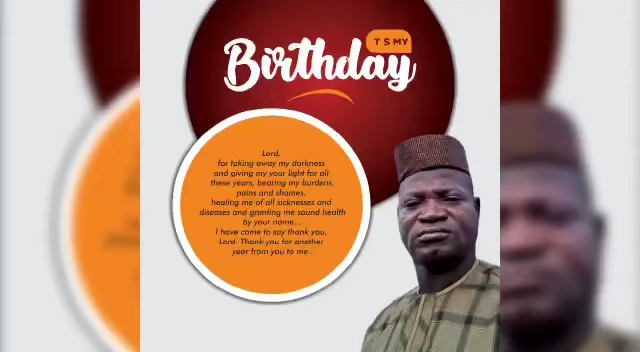 T S MY
Birthday
Lord,
for taking away my darkness
and giving my your light for all
these years, bearing my burdens,
pains and shames,
healing me of all sicknesses and
diseases and granting me sound health
by your name...
I have come to say thank you,
Lord. Thank you for another
year from you to me..